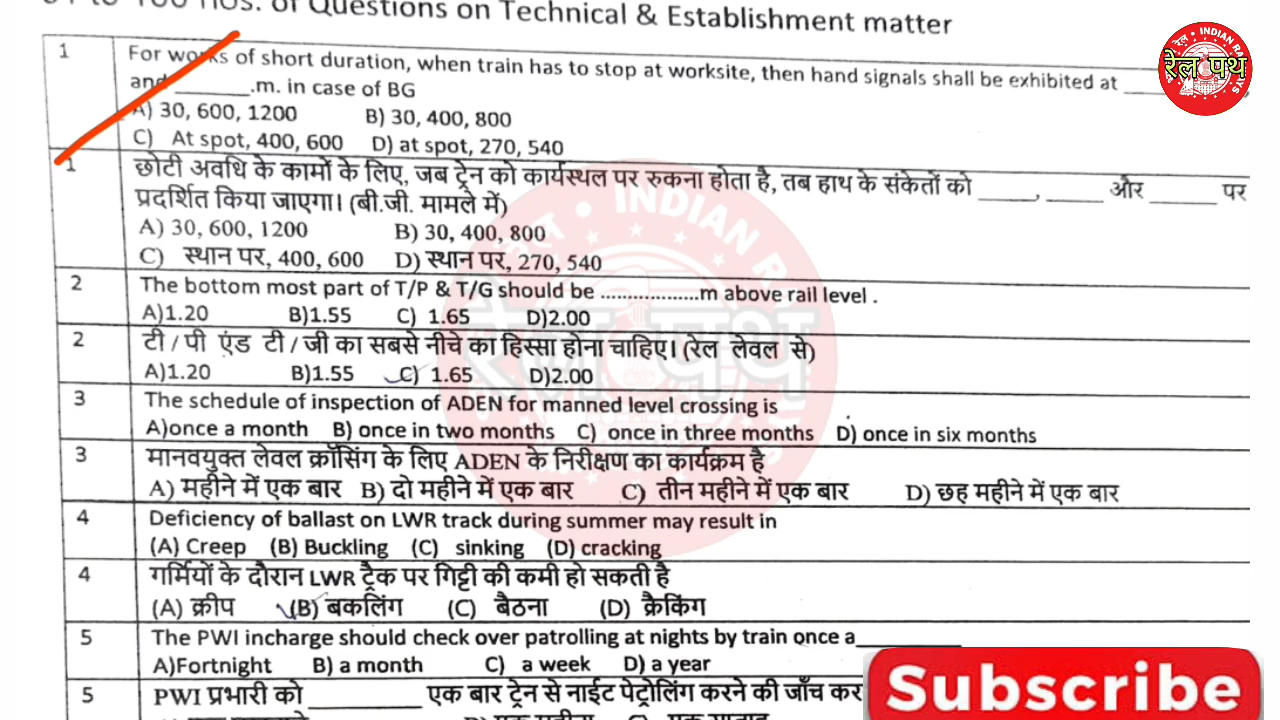 of Questions on Technical & Establishment matter
INDIAN RAILWAYS
रेल पथ
1 For works of short duration, when train has to stop at worksite, then hand signals shall be exhibited at ______,
and _______.m. in case of BG
A) 30, 600, 1200 B) 30, 400, 800
C) At spot, 400, 600 D) at spot, 270, 540
1 छोटी अवधि के कामों के लिए, जब ट्रेन को कार्यस्थल पर रुकना होता है, तब हाथ के संकेतों को _____, _____ और ______ पर
प्रदर्शित किया जाएगा। (बी.जी. मामले में)
A) 30, 600, 1200 B) 30, 400, 800
C) स्थान पर, 400, 600 D) स्थान पर, 270, 540
2 The bottom most part of T/P & T/G should be ..................m above rail level .
A)1.20 B)1.55 C) 1.65 D)2.00
2 टी / पी एंड टी / जी का सबसे नीचे का हिस्सा होना चाहिए। (रेल लेवल से)
A)1.20 B)1.55 C) 1.65 D)2.00
3 The schedule of inspection of ADEN for manned level crossing is
A)once a month B) once in two months C) once in three months D) once in six months
3 मानवयुक्त लेवल क्रॉसिंग के लिए ADEN के निरीक्षण का कार्यक्रम है
A) महीने में एक बार B) दो महीने में एक बार C) तीन महीने में एक बार D) छह महीने में एक बार
4 Deficiency of ballast on LWR track during summer may result in
(A) Creep (B) Buckling (C) sinking (D) cracking
4 गर्मियों के दौरान LWR ट्रैक पर गिट्टी की कमी हो सकती है
(A) क्रीप (B) बकलिंग (C) बैठना (D) क्रैकिंग
5 The PWI incharge should check over patrolling at nights by train once a_________
A)Fortnight B) a month C) a week D) a year
5 PWI प्रभारी को _________ एक बार ट्रेन से नाईट पेट्रोलिंग करने की जाँच कर
Subscribe